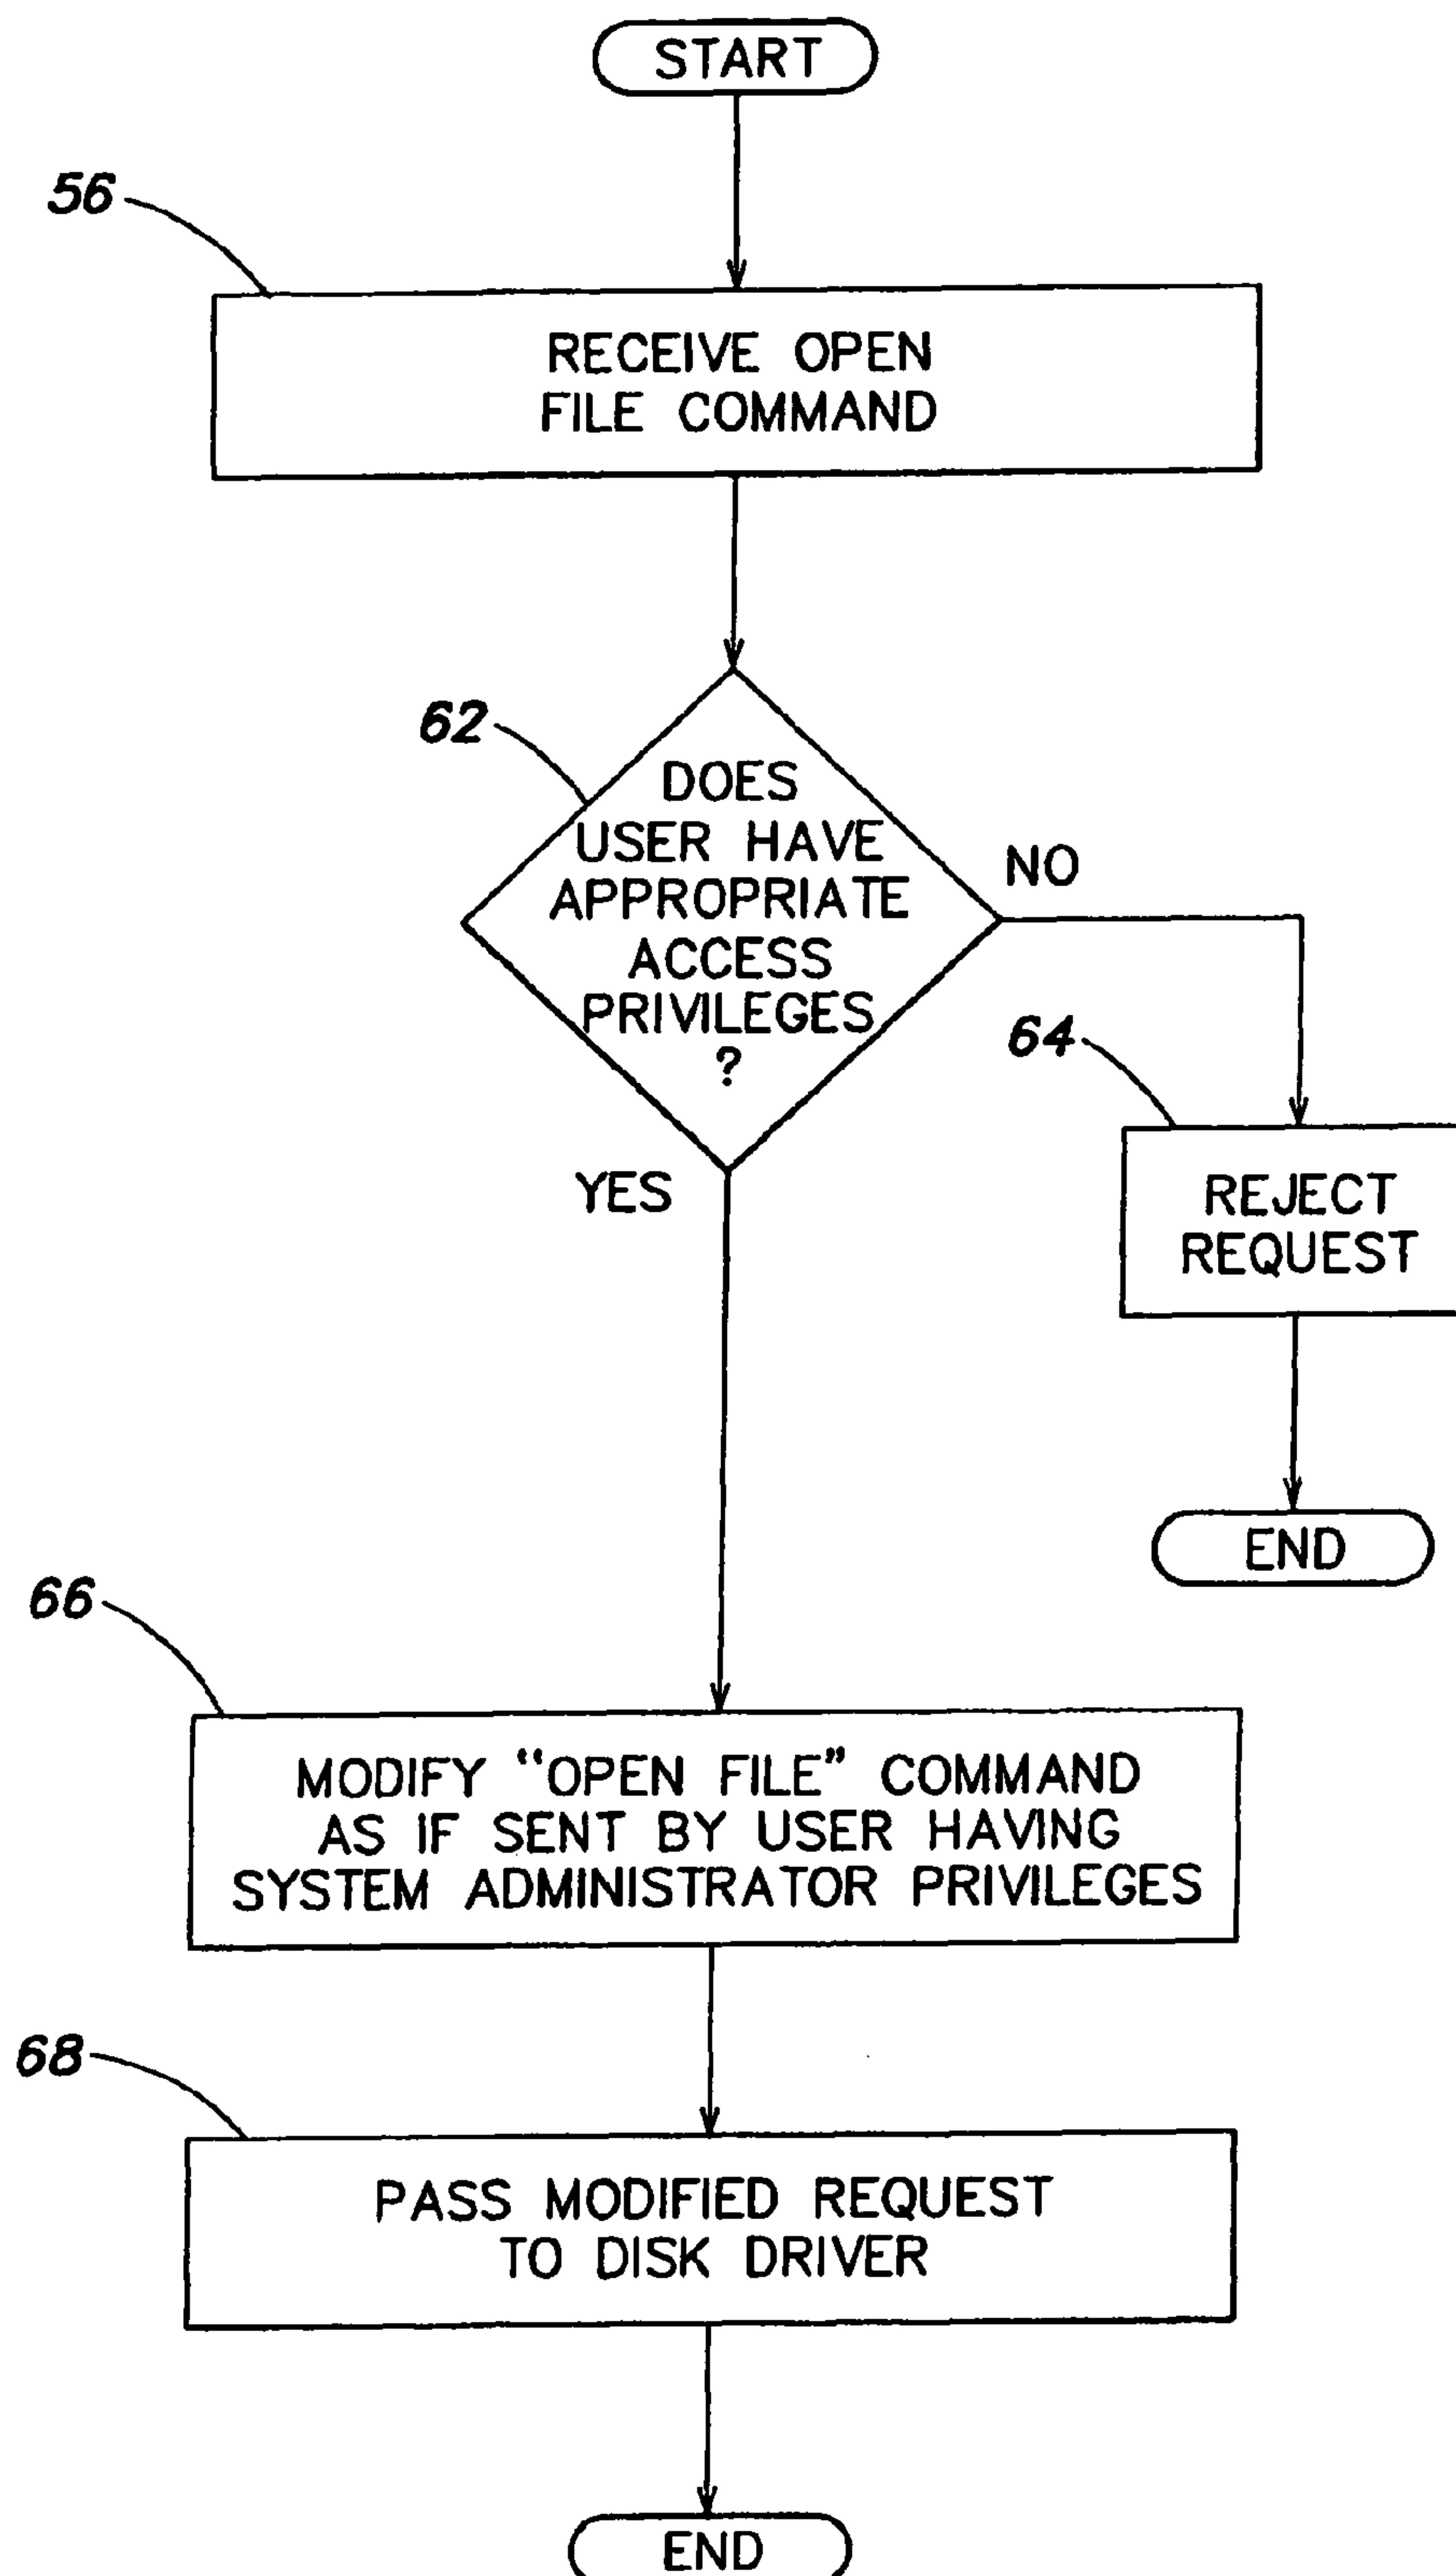 START
56
RECEIVE OPEN
FILE COMMAND
62
DOES
USER HAVE
APPROPRIATE
ACCESS
PRIVILEGES
?
NO
YES
64
REJECT
REQUEST
END
66
MODIFY “OPEN FILE” COMMAND
AS IF SENT BY USER HAVING
SYSTEM ADMINISTRATOR PRIVILEGES
68
PASS MODIFIED REQUEST
TO DISK DRIVER
END